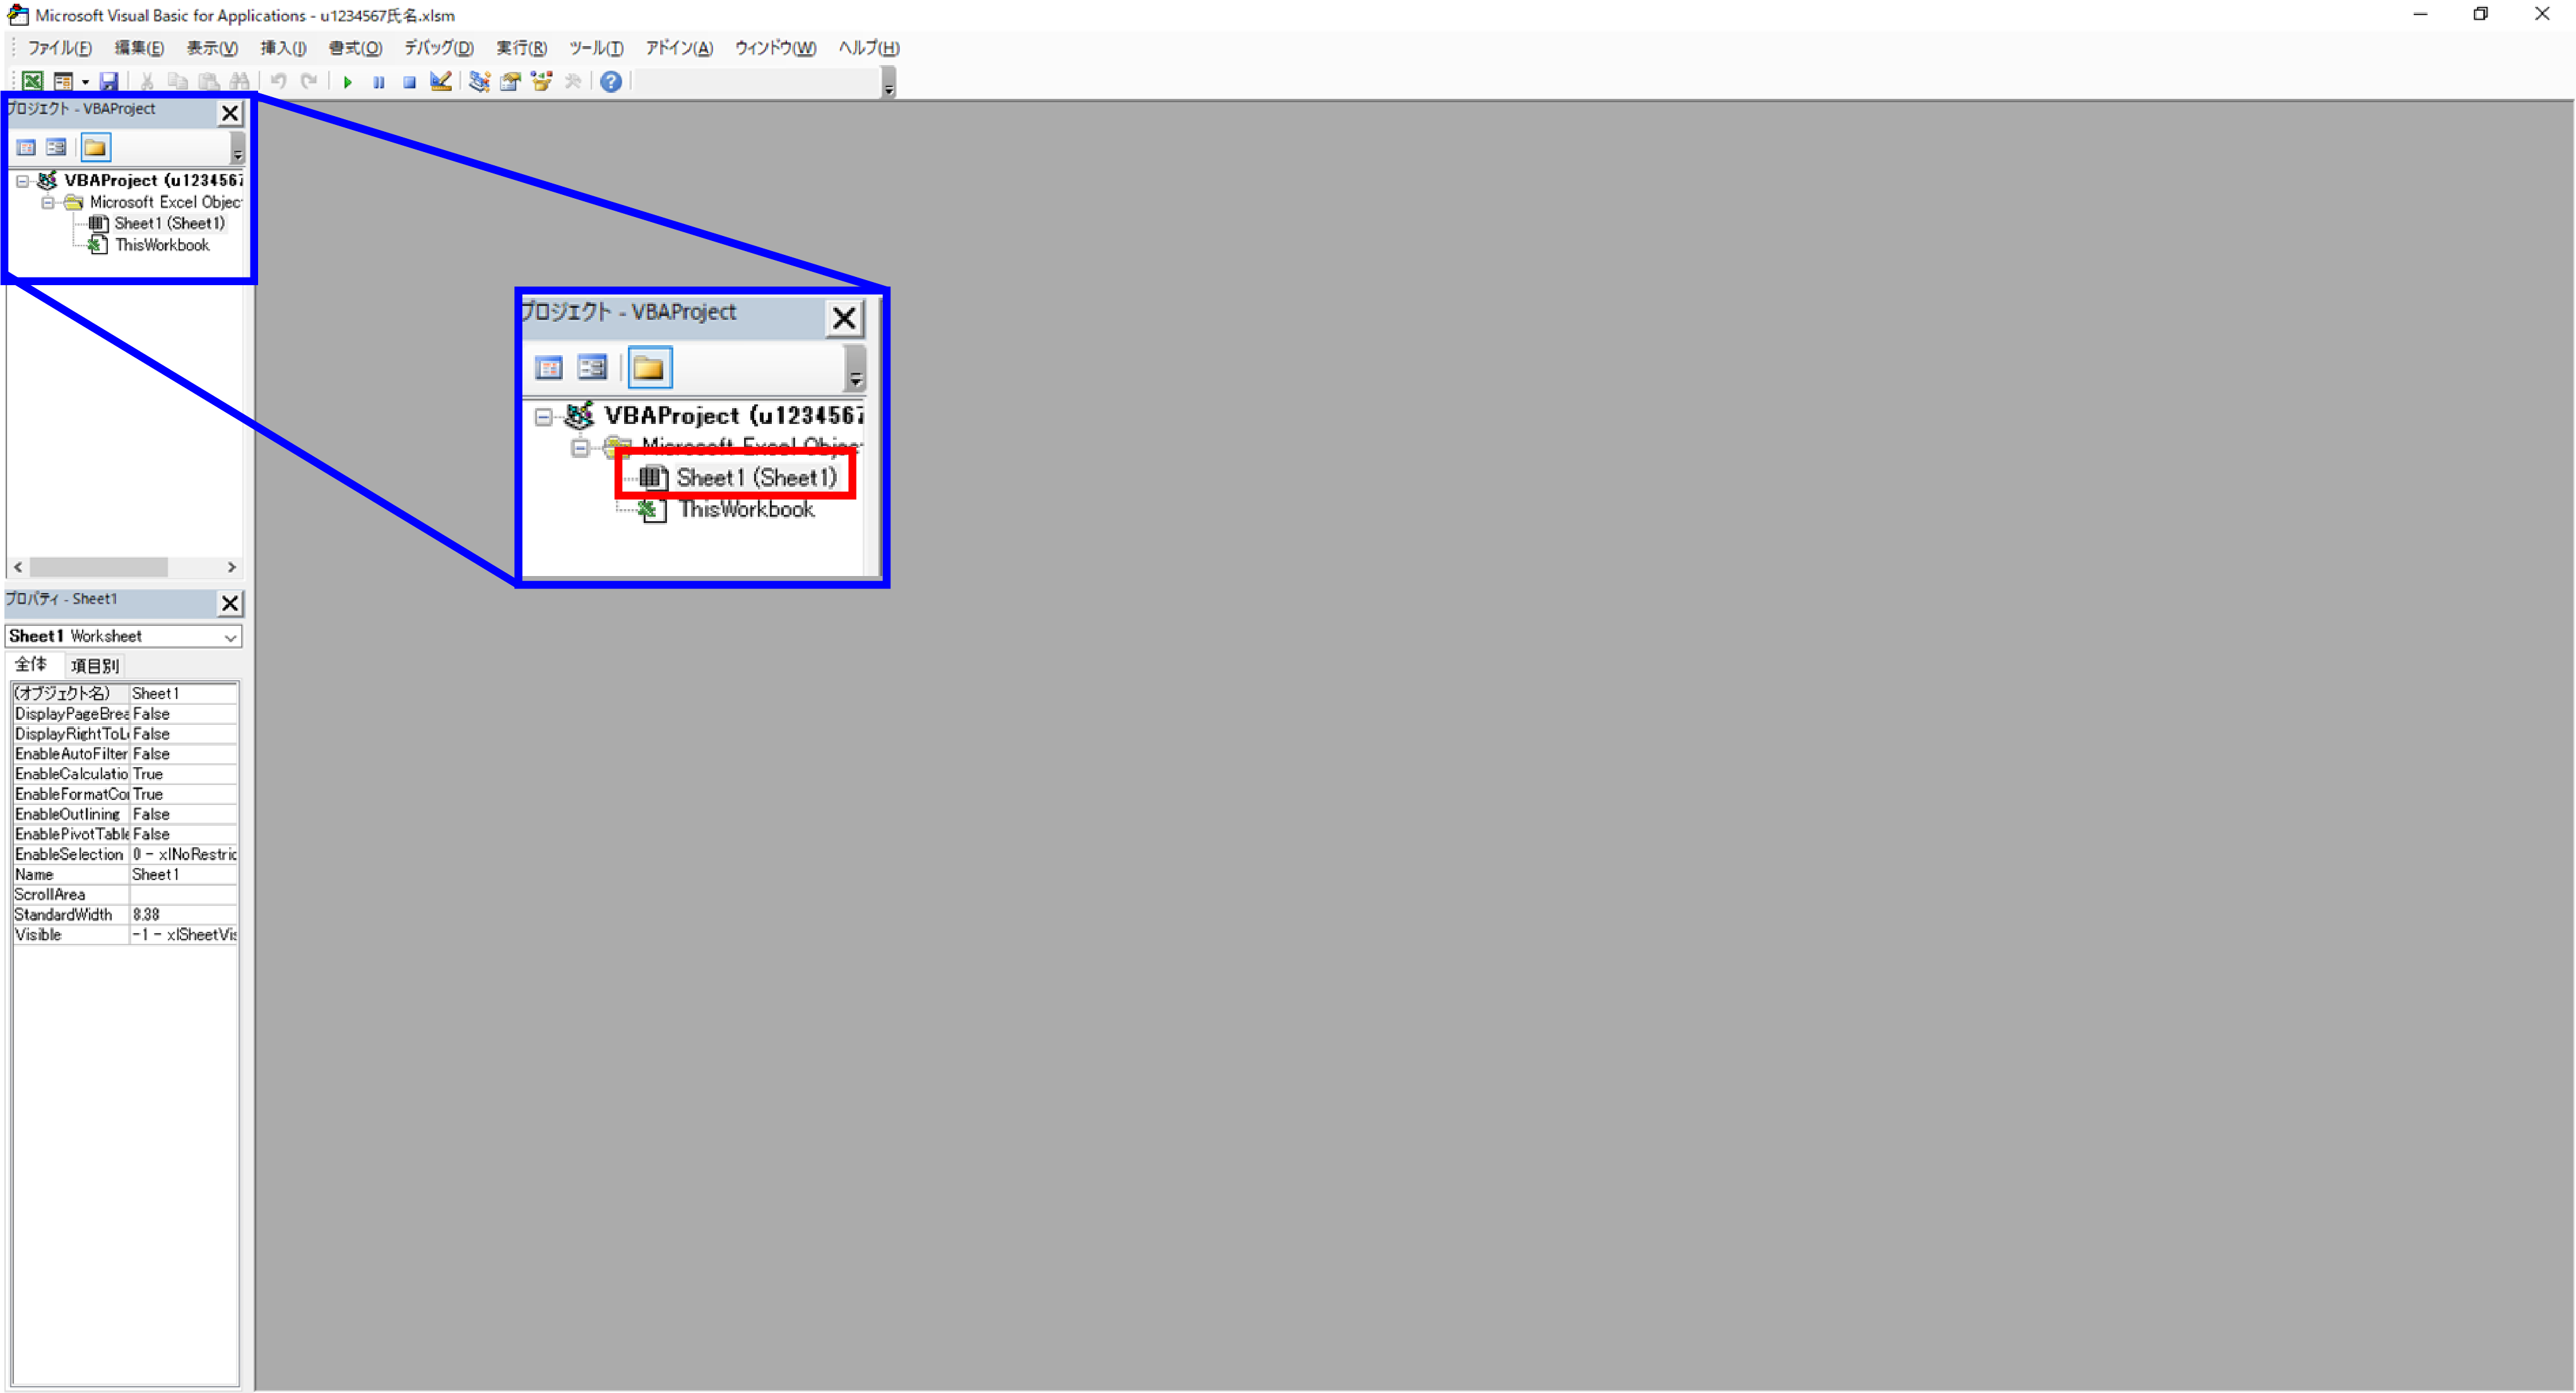 Microsoft Visual Basic for Applications - u1234567氏名.xlsm
ファイル(F) 編集(E) 表示(V) 挿入(I) 書式(O) デバッグ(D) 実行(R) ツール(T) アドイン(A) ウィンドウ(W) ヘルプ(H)
プロジェクト - VBAProject
VBAProject (u1234567
Microsoft Excel Objec
Sheet1 (Sheet1)
ThisWorkbook
プロジェクト - VBAProject
VBAProject (u1234567
Microsoft Excel Objec
Sheet1 (Sheet1)
ThisWorkbook
プロパティ - Sheet1
Sheet1 Worksheet
全体 項目別
(オブジェクト名) Sheet1
DisplayPageBrea False
DisplayRightToL False
EnableAutoFilter False
EnableCalculatio True
EnableFormatCo True
EnableOutlining False
EnablePivotTable False
EnableSelection 0 - xlNoRestric
Name Sheet1
ScrollArea
StandardWidth 8.38
Visible -1 - xlSheetVis